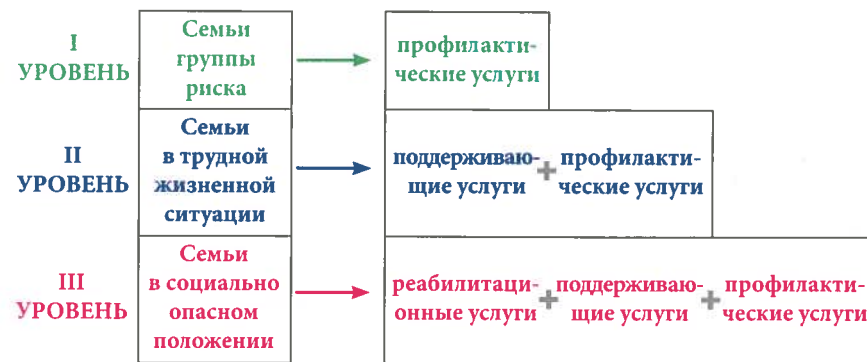 I
УРОВЕНЬ
Семьи
группы
риска
профилакти-
ческие услуги
II
УРОВЕНЬ
Семьи
в трудной
жизненной
ситуации
поддерживаю-
щие услуги
+
профилакти-
ческие услуги
III
УРОВЕНЬ
Семьи
в социально
опасном
положении
реабилитаци-
онные услуги
+
поддерживаю-
щие услуги
+
профилакти-
ческие услуги